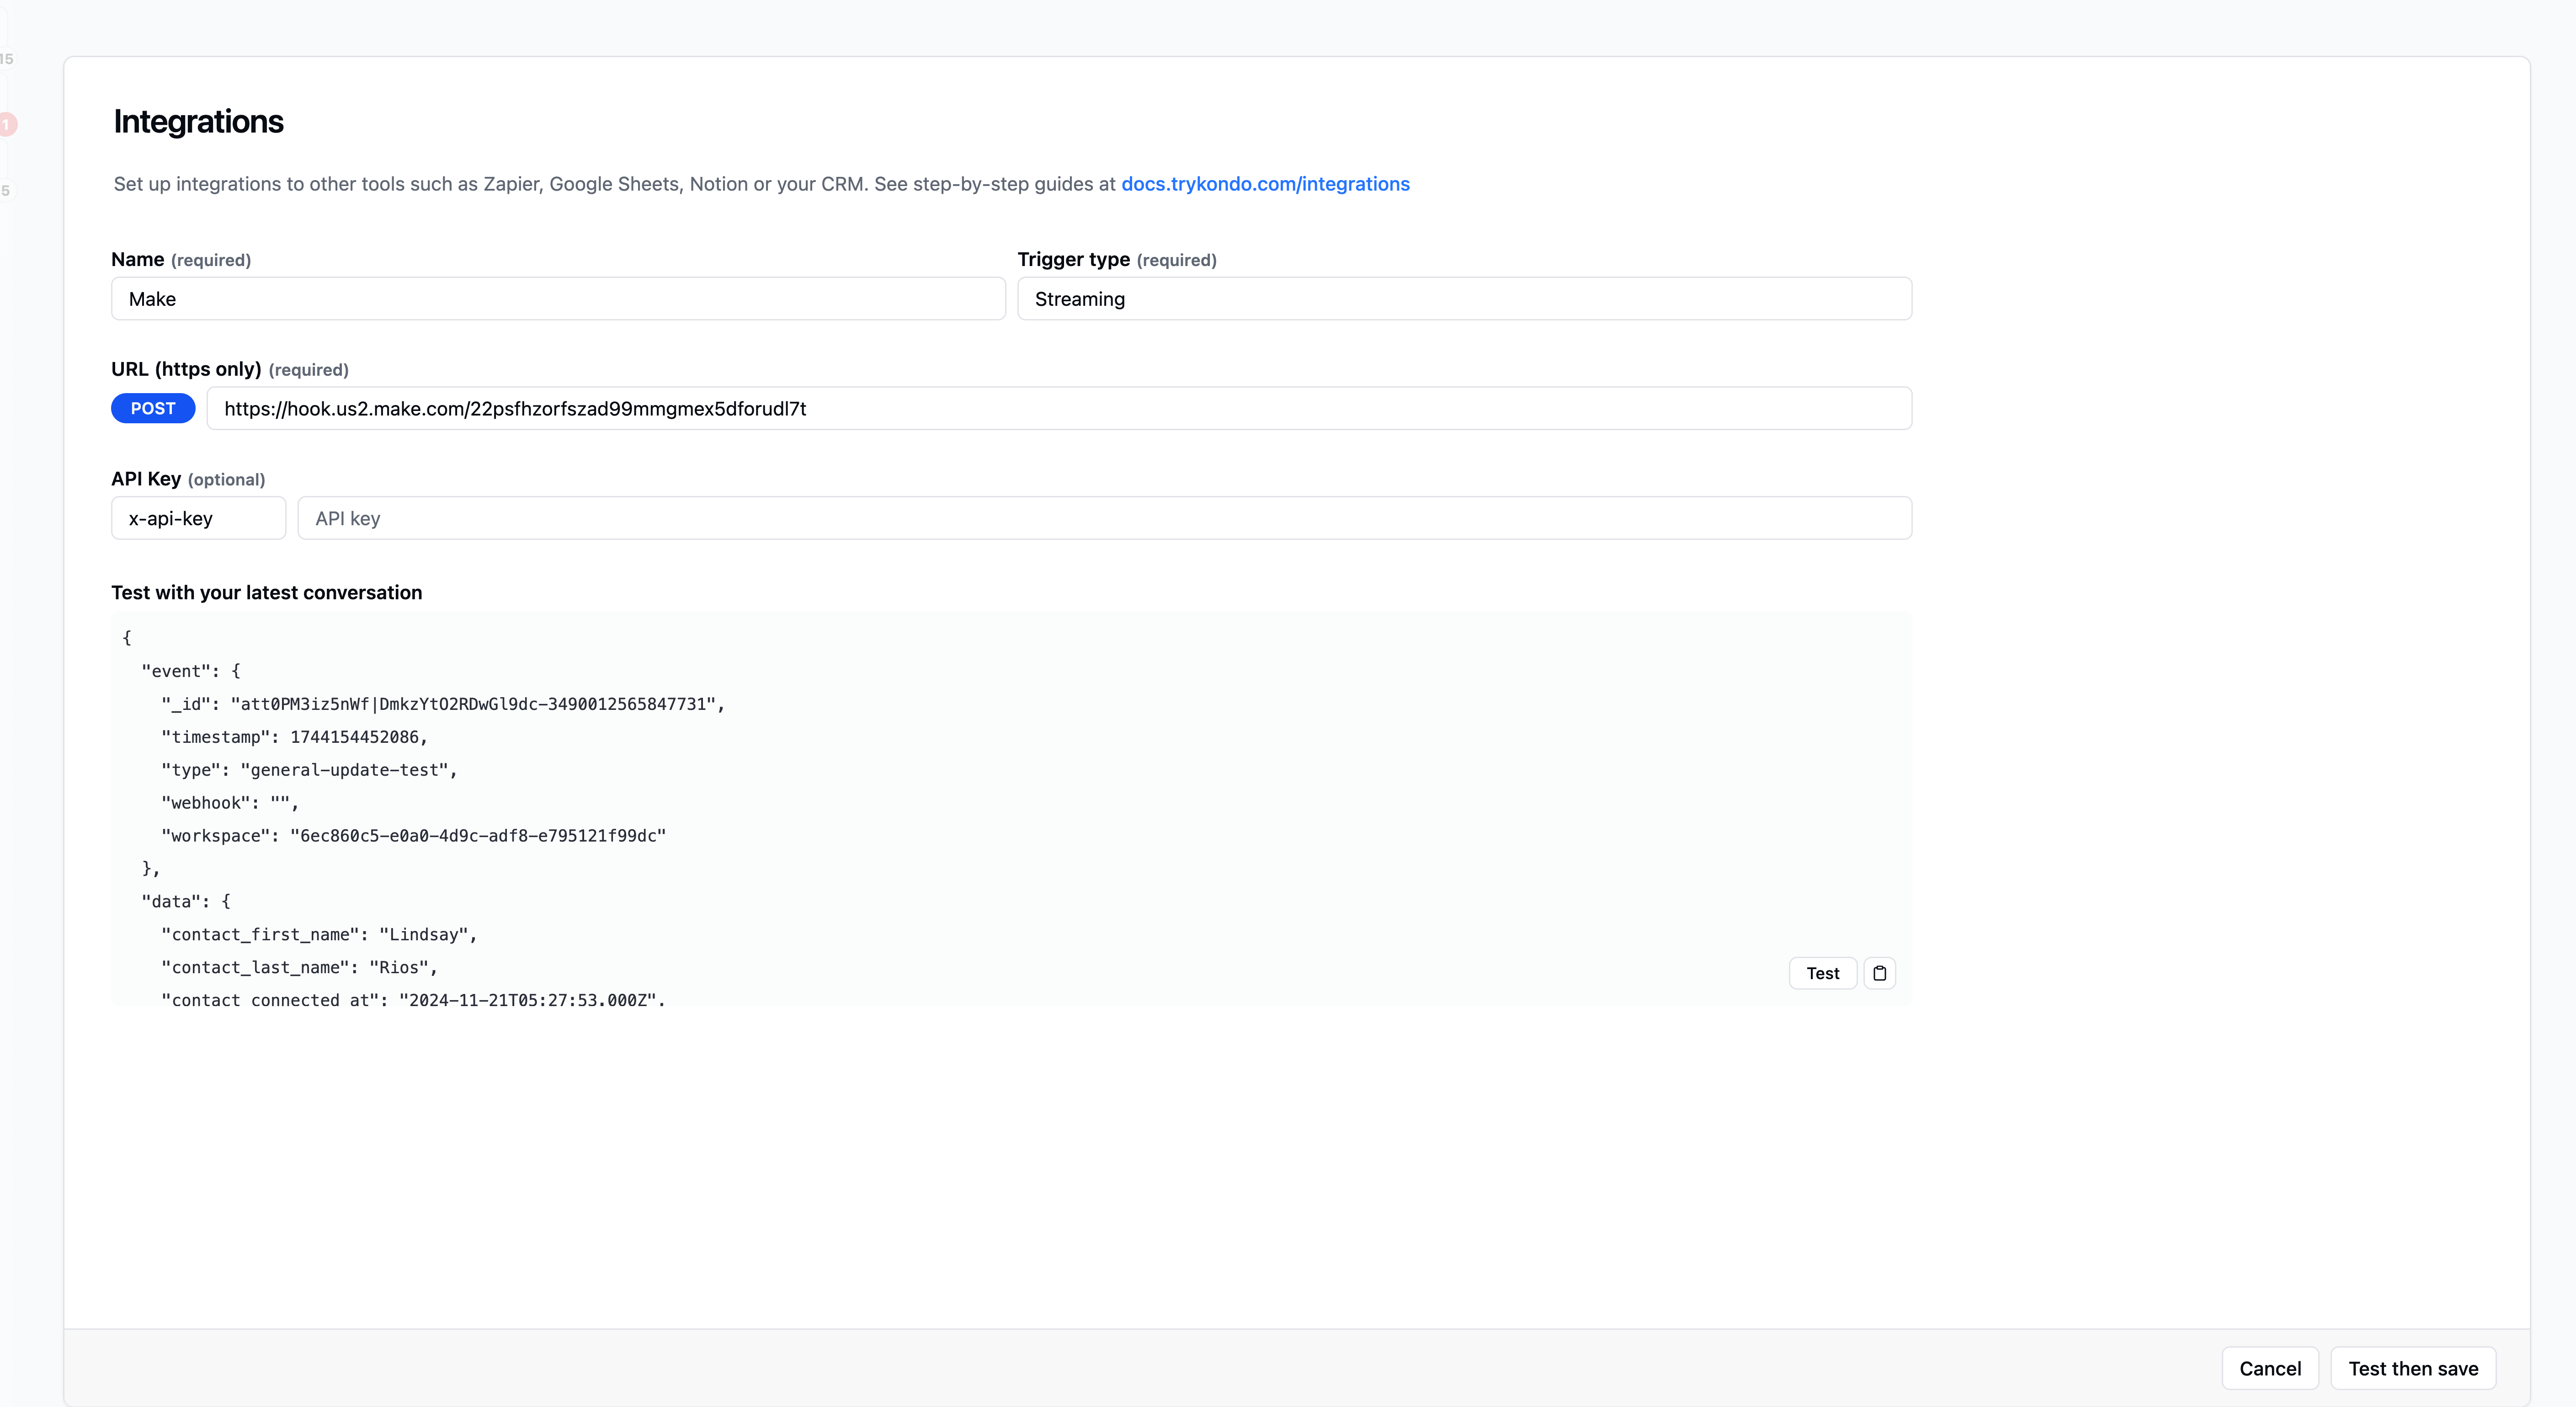 15
1
5
Integrations
Set up integrations to other tools such as Zapier, Google Sheets, Notion or your CRM. See step-by-step guides at docs.trykondo.com/integrations
Name (required)
Trigger type (required)
Make
Streaming
URL (https only) (required)
POST
https://hook.us2.make.com/22psfhzorfszad99mmgmex5dforudl7t
API Key (optional)
x-api-key
API key
Test with your latest conversation
{
"event": {
"_id": "att0PM3iz5nWf|DmkzYtO2RDwGl9dc-3490012565847731",
"timestamp": 1744154452086,
"type": "general-update-test",
"webhook": "",
"workspace": "6ec860c5-e0a0-4d9c-adf8-e795121f99dc"
},
"data": {
"contact_first_name": "Lindsay",
"contact_last_name": "Rios",
"contact_connected_at": "2024-11-21T05:27:53.000Z",
Test
Cancel
Test then save